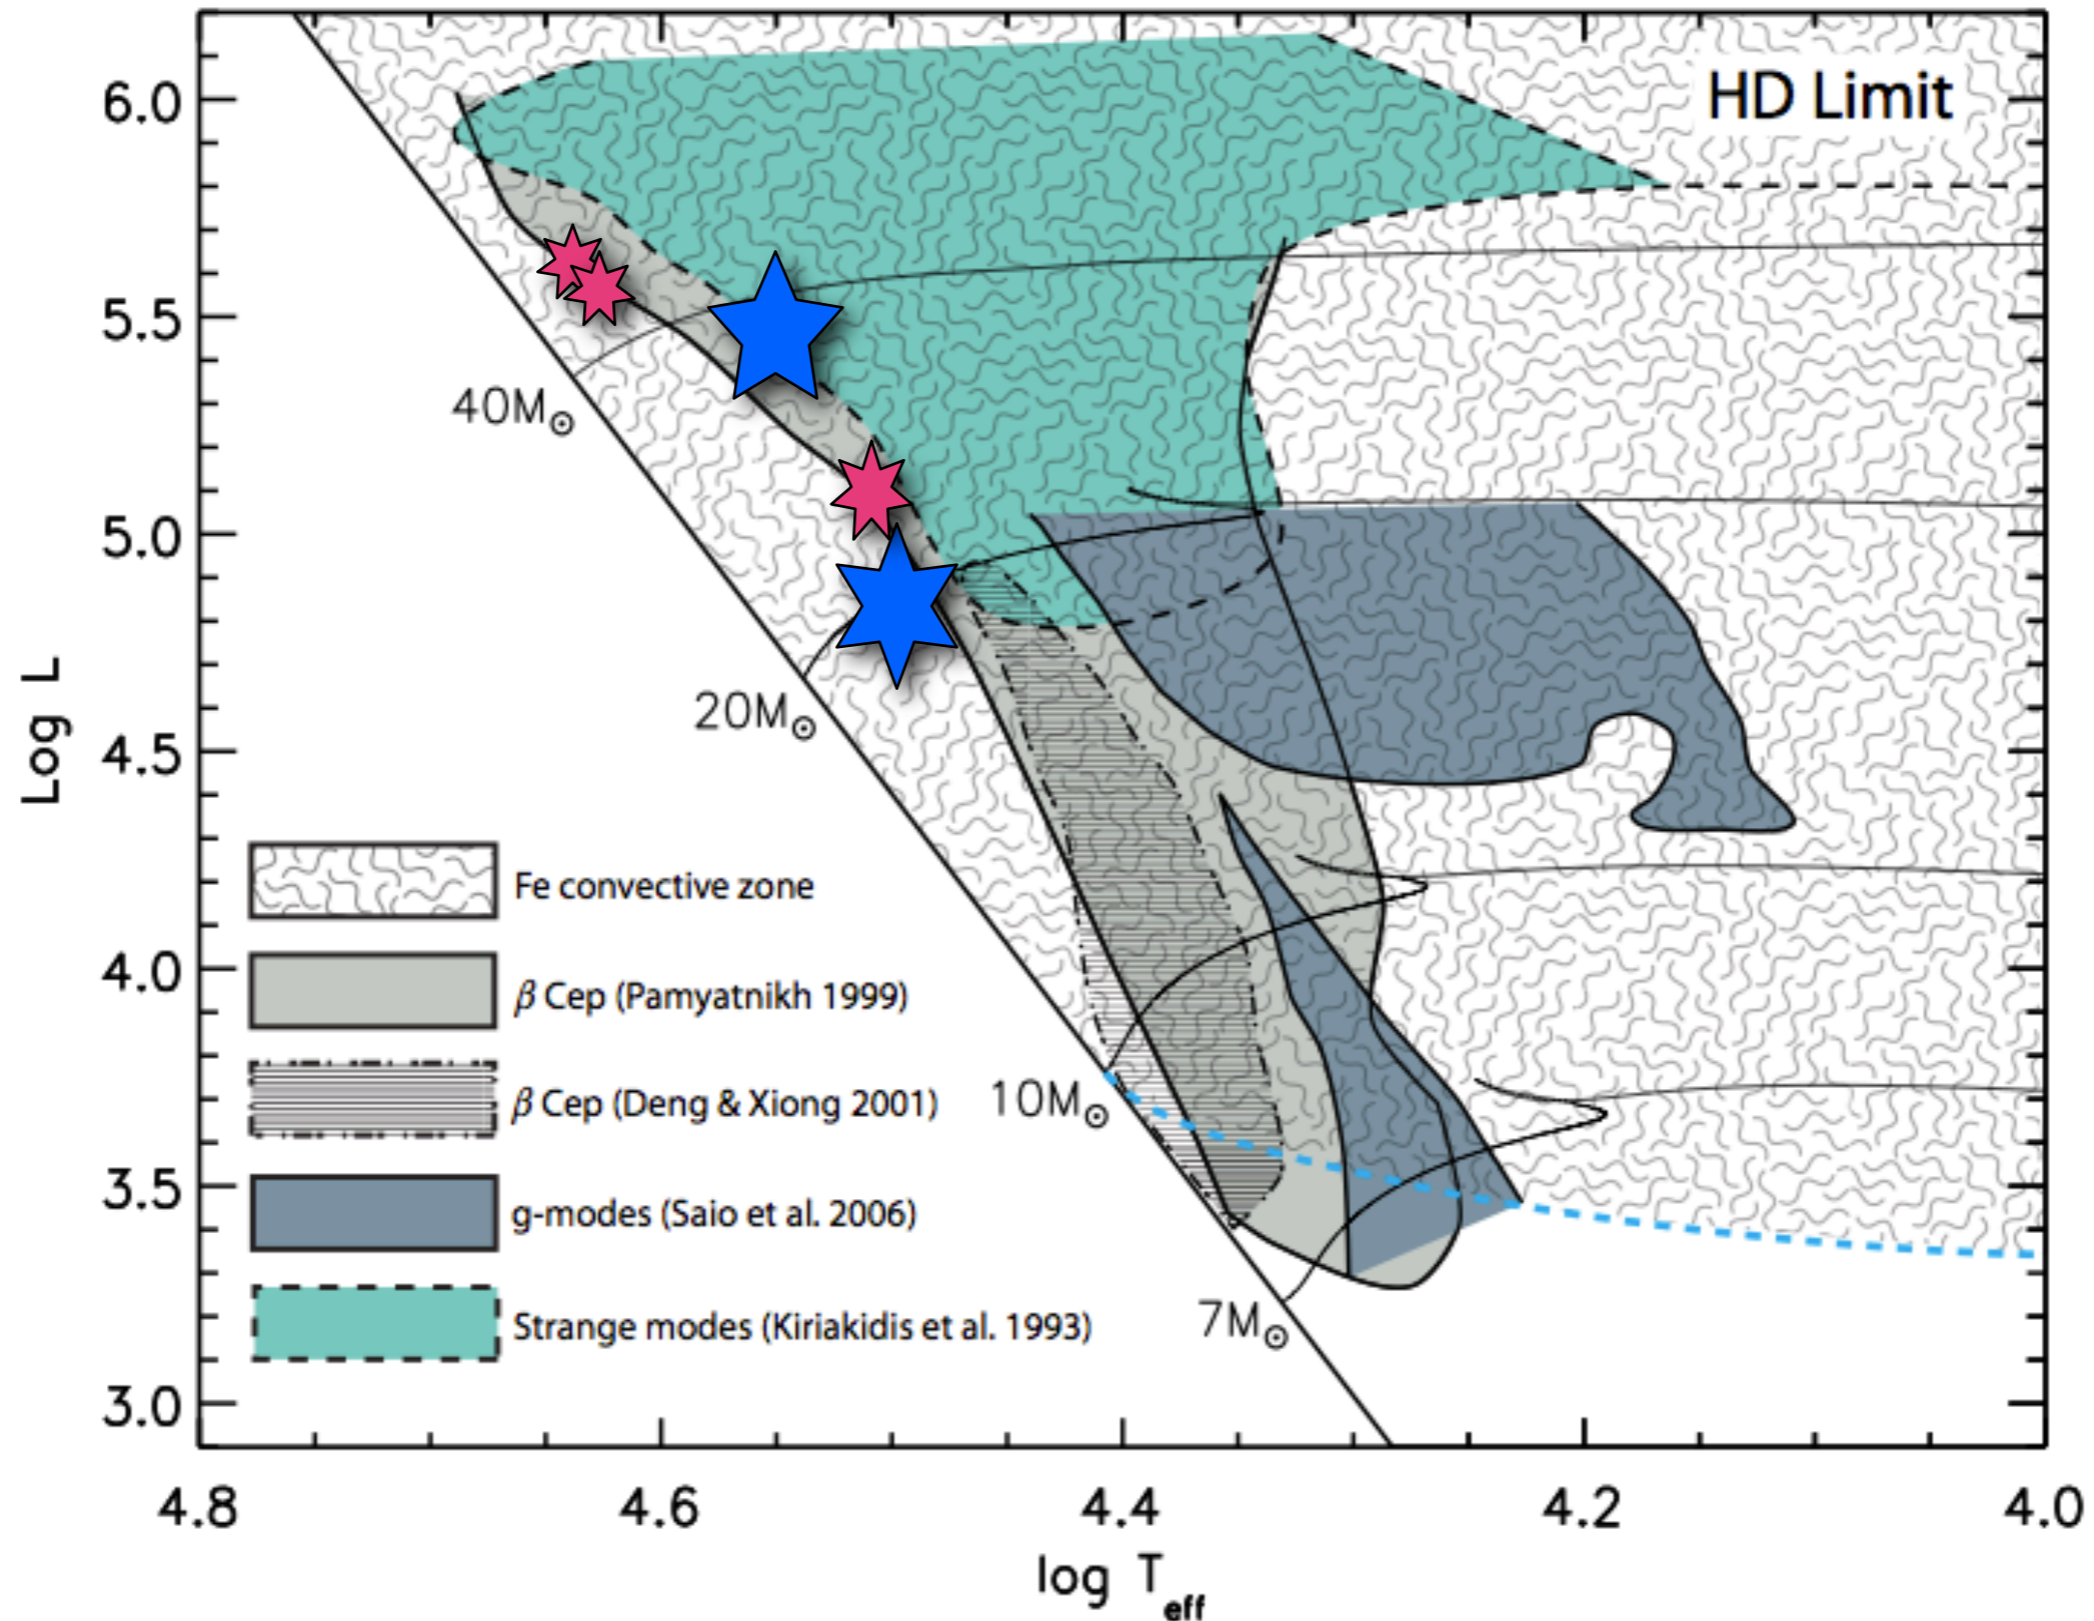 HD Limit
6.0
5.5
5.0
4.5
4.0
3.5
3.0
Log L
40M⊙
20M⊙
10M⊙
7M⊙
Fe convective zone
β Cep (Pamyatnikh 1999)
β Cep (Deng & Xiong 2001)
g-modes (Saio et al. 2006)
Strange modes (Kiriakidis et al. 1993)
4.8 4.6 4.4 4.2 4.0
log T eff